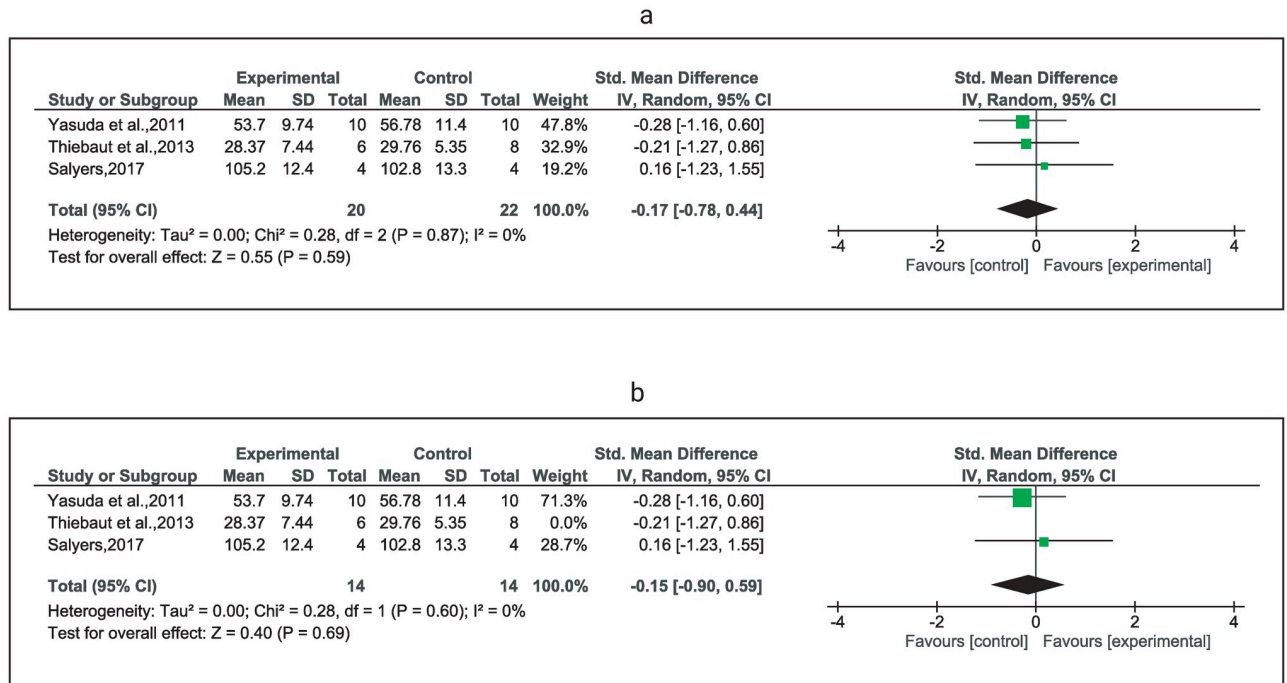 a
Experimental Control Std. Mean Difference Std. Mean Difference
Study or Subgroup Mean SD Total Mean SD Total Weight IV, Random, 95% CI IV, Random, 95% CI
Yasuda et al.,2011 53.7 9.74 10 56.78 11.4 10 47.8% -0.28 [-1.16, 0.60]
Thiebaut et al.,2013 28.37 7.44 6 29.76 5.35 8 32.9% -0.21 [-1.27, 0.86]
Salyers,2017 105.2 12.4 4 102.8 13.3 4 19.2% 0.16 [-1.23, 1.55]
Total (95% CI) 20 22 100.0% -0.17 [-0.78, 0.44]
Heterogeneity: Tau² = 0.00; Chi² = 0.28, df = 2 (P = 0.87); I² = 0%
Test for overall effect: Z = 0.55 (P = 0.59)
-4 -2 0 2 4
Favours [control] Favours [experimental]
b
Experimental Control Std. Mean Difference Std. Mean Difference
Study or Subgroup Mean SD Total Mean SD Total Weight IV, Random, 95% CI IV, Random, 95% CI
Yasuda et al.,2011 53.7 9.74 10 56.78 11.4 10 71.3% -0.28 [-1.16, 0.60]
Thiebaut et al.,2013 28.37 7.44 6 29.76 5.35 8 0.0% -0.21 [-1.27, 0.86]
Salyers,2017 105.2 12.4 4 102.8 13.3 4 28.7% 0.16 [-1.23, 1.55]
Total (95% CI) 14 14 100.0% -0.15 [-0.90, 0.59]
Heterogeneity: Tau² = 0.00; Chi² = 0.28, df = 1 (P = 0.60); I² = 0%
Test for overall effect: Z = 0.40 (P = 0.69)
-4 -2 0 2 4
Favours [control] Favours [experimental]